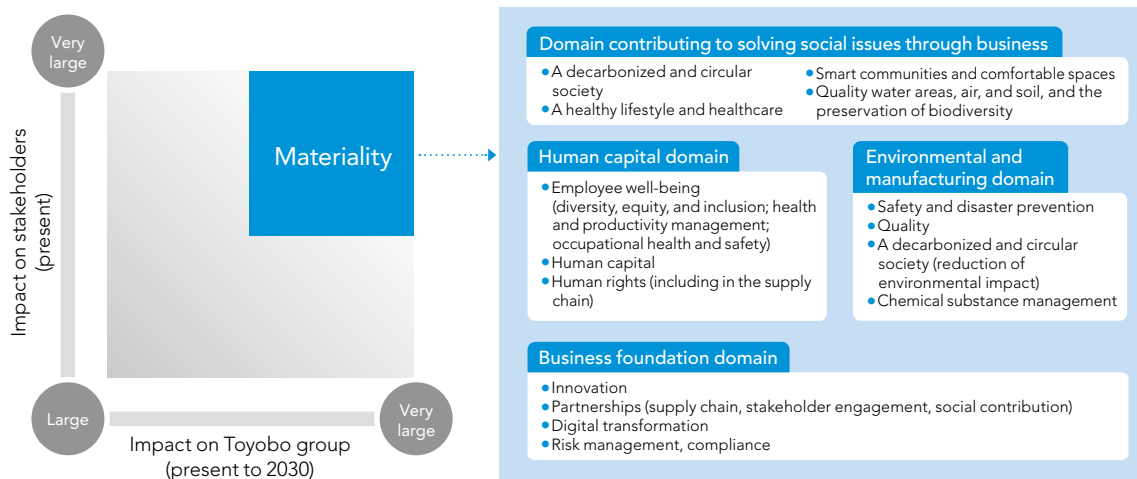 Very
large
Impact on stakeholders
(present)
Large
Very
large
Impact on Toyobo group
(present to 2030)
Materiality
Domain contributing to solving social issues through business
• A decarbonized and circular
society
• A healthy lifestyle and healthcare
• Smart communities and comfortable spaces
• Quality water areas, air, and soil, and the
preservation of biodiversity
Human capital domain
• Employee well-being
(diversity, equity, and inclusion; health
and productivity management;
occupational health and safety)
• Human capital
• Human rights (including in the supply
chain)
Environmental and
manufacturing domain
• Safety and disaster prevention
• Quality
• A decarbonized and circular
society (reduction of
environmental impact)
• Chemical substance management
Business foundation domain
• Innovation
• Partnerships (supply chain, stakeholder engagement, social contribution)
• Digital transformation
• Risk management, compliance